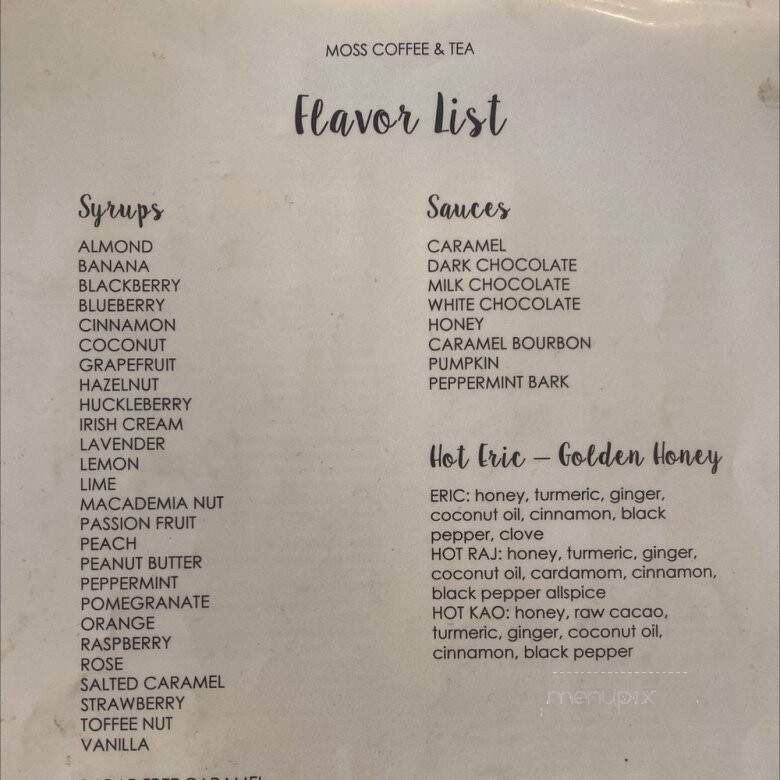 MOSS COFFEE & TEA
Flavor List
Syrups
ALMOND
BANANA
BLACKBERRY
BLUEBERRY
CINNAMON
COCONUT
GRAPEFRUIT
HAZELNUT
HUCKLEBERRY
IRISH CREAM
LAVENDER
LEMON
LIME
MACADEMIA NUT
PASSION FRUIT
PEACH
PEANUT BUTTER
PEPPERMINT
POMEGRANATE
ORANGE
RASPBERRY
ROSE
SALTED CARAMEL
STRAWBERRY
TOFFEE NUT
VANILLA
Sauces
CARAMEL
DARK CHOCOLATE
MILK CHOCOLATE
WHITE CHOCOLATE
HONEY
CARAMEL BOURBON
PUMPKIN
PEPPERMINT BARK
Hot Eric – Golden Honey
ERIC: honey, turmeric, ginger,
coconut oil, cinnamon, black
pepper, clove
HOT RAJ: honey, turmeric, ginger,
coconut oil, cardamom, cinnamon,
black pepper allspice
HOT KAO: honey, raw cacao,
turmeric, ginger, coconut oil,
cinnamon, black pepper
menupix